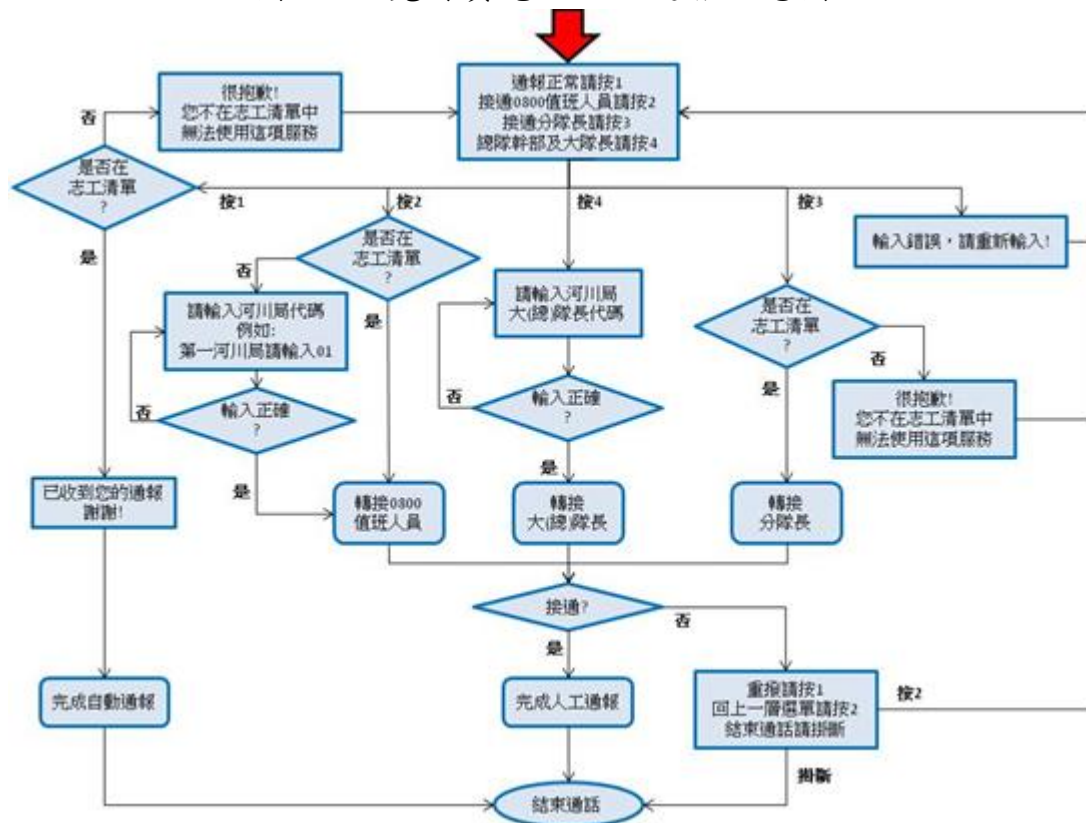 通報正常請按1
接通0800值班人員請按2
接通分隊長請按3
總隊幹部及大隊長請按4
很抱歉!
您不在志工清單中
無法使用這項服務
否
是否在
志工清單
?
是
按1
按2
按4
按3
輸入錯誤,請重新輸入!
是否在
志工清單
?
否
是
請輸入河川局代碼
例如:
第一河川局請輸入01
輸入正確
?
否
是
請輸入河川局
大(總)隊長代碼
輸入正確
?
否
是
是否在
志工清單
?
否
是
很抱歉!
您不在志工清單中
無法使用這項服務
已收到您的通報
謝謝!
轉接0800
值班人員
轉接
大(總)隊長
轉接
分隊長
接通?
否
是
完成自動通報
完成人工通報
重撥請按1
回上一層選單請按2
結束通話請掛斷
按2
掛斷
結束通話